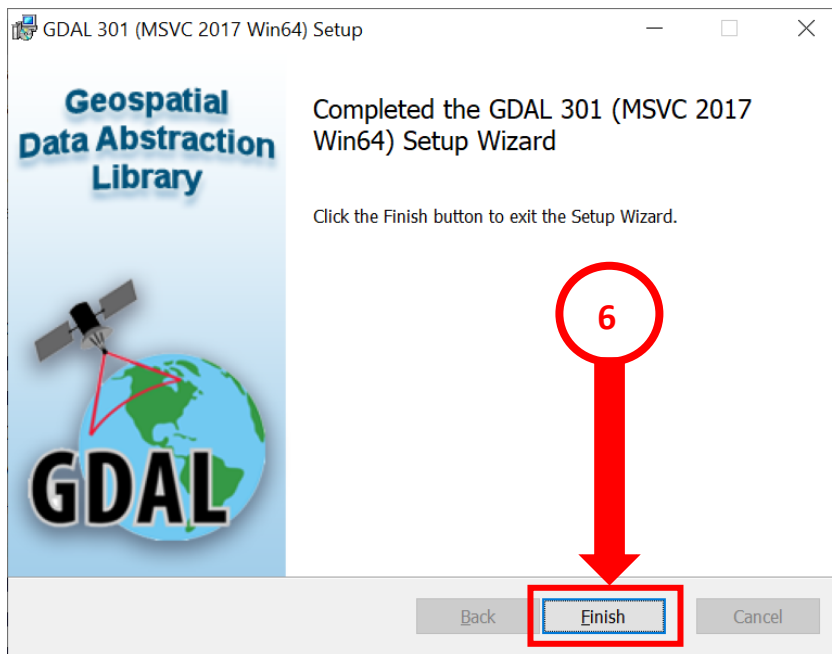 GDAL 301 (MSVC 2017 Win64) Setup
Geospatial
Data Abstraction
Library
GDAL
Completed the GDAL 301 (MSVC 2017
Win64) Setup Wizard
Click the Finish button to exit the Setup Wizard.
6
Back
Finish
Cancel